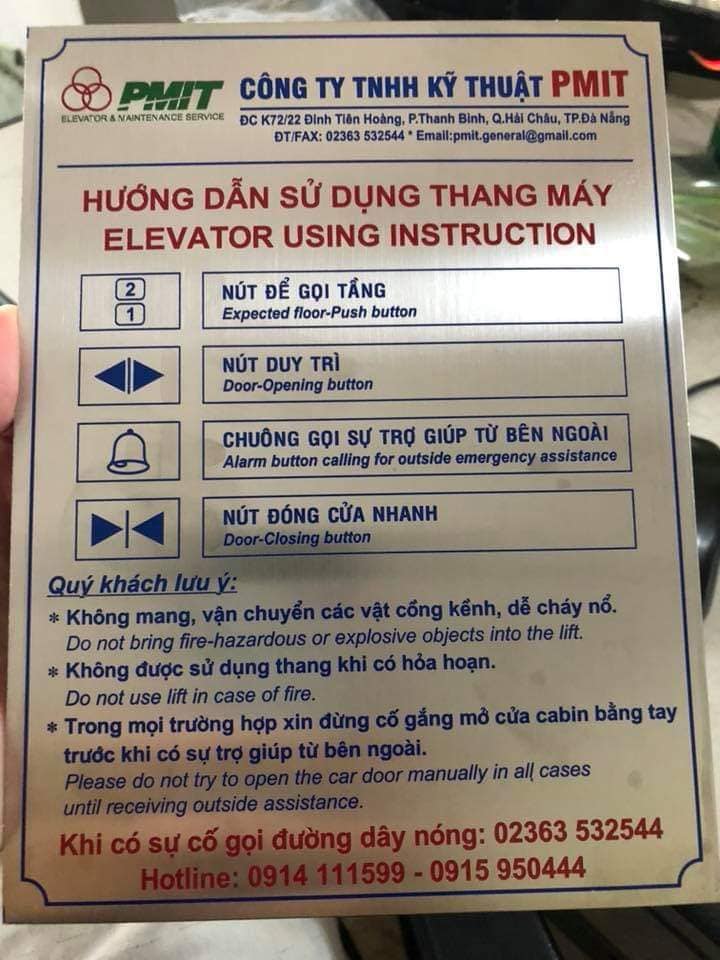 PMIT
ELEVATOR & MAINTENANCE SERVICE
CÔNG TY TNHH KỸ THUẬT PMIT
ĐC K72/22 Đinh Tiên Hoàng, P.Thanh Bình, Q.Hải Châu, TP.Đà Nẵng
ĐT/FAX: 02363 532544 * Email:pmit.general@gmail.com
HƯỚNG DẪN SỬ DỤNG THANG MÁY
ELEVATOR USING INSTRUCTION
2
1
NÚT ĐỂ GỌI TẦNG
Expected floor-Push button
NÚT DUY TRÌ
Door-Opening button
CHUÔNG GỌI SỰ TRỢ GIÚP TỪ BÊN NGOÀI
Alarm button calling for outside emergency assistance
NÚT ĐÓNG CỬA NHANH
Door-Closing button
Quý khách lưu ý:
* Không mang, vận chuyển các vật cồng kềnh, dễ cháy nổ.
Do not bring fire-hazardous or explosive objects into the lift.
* Không được sử dụng thang khi có hỏa hoạn.
Do not use lift in case of fire.
* Trong mọi trường hợp xin đừng cố gắng mở cửa cabin bằng tay
trước khi có sự trợ giúp từ bên ngoài.
Please do not try to open the car door manually in all cases
until receiving outside assistance.
Khi có sự cố gọi đường dây nóng: 02363 532544
Hotline: 0914 111599 - 0915 950444